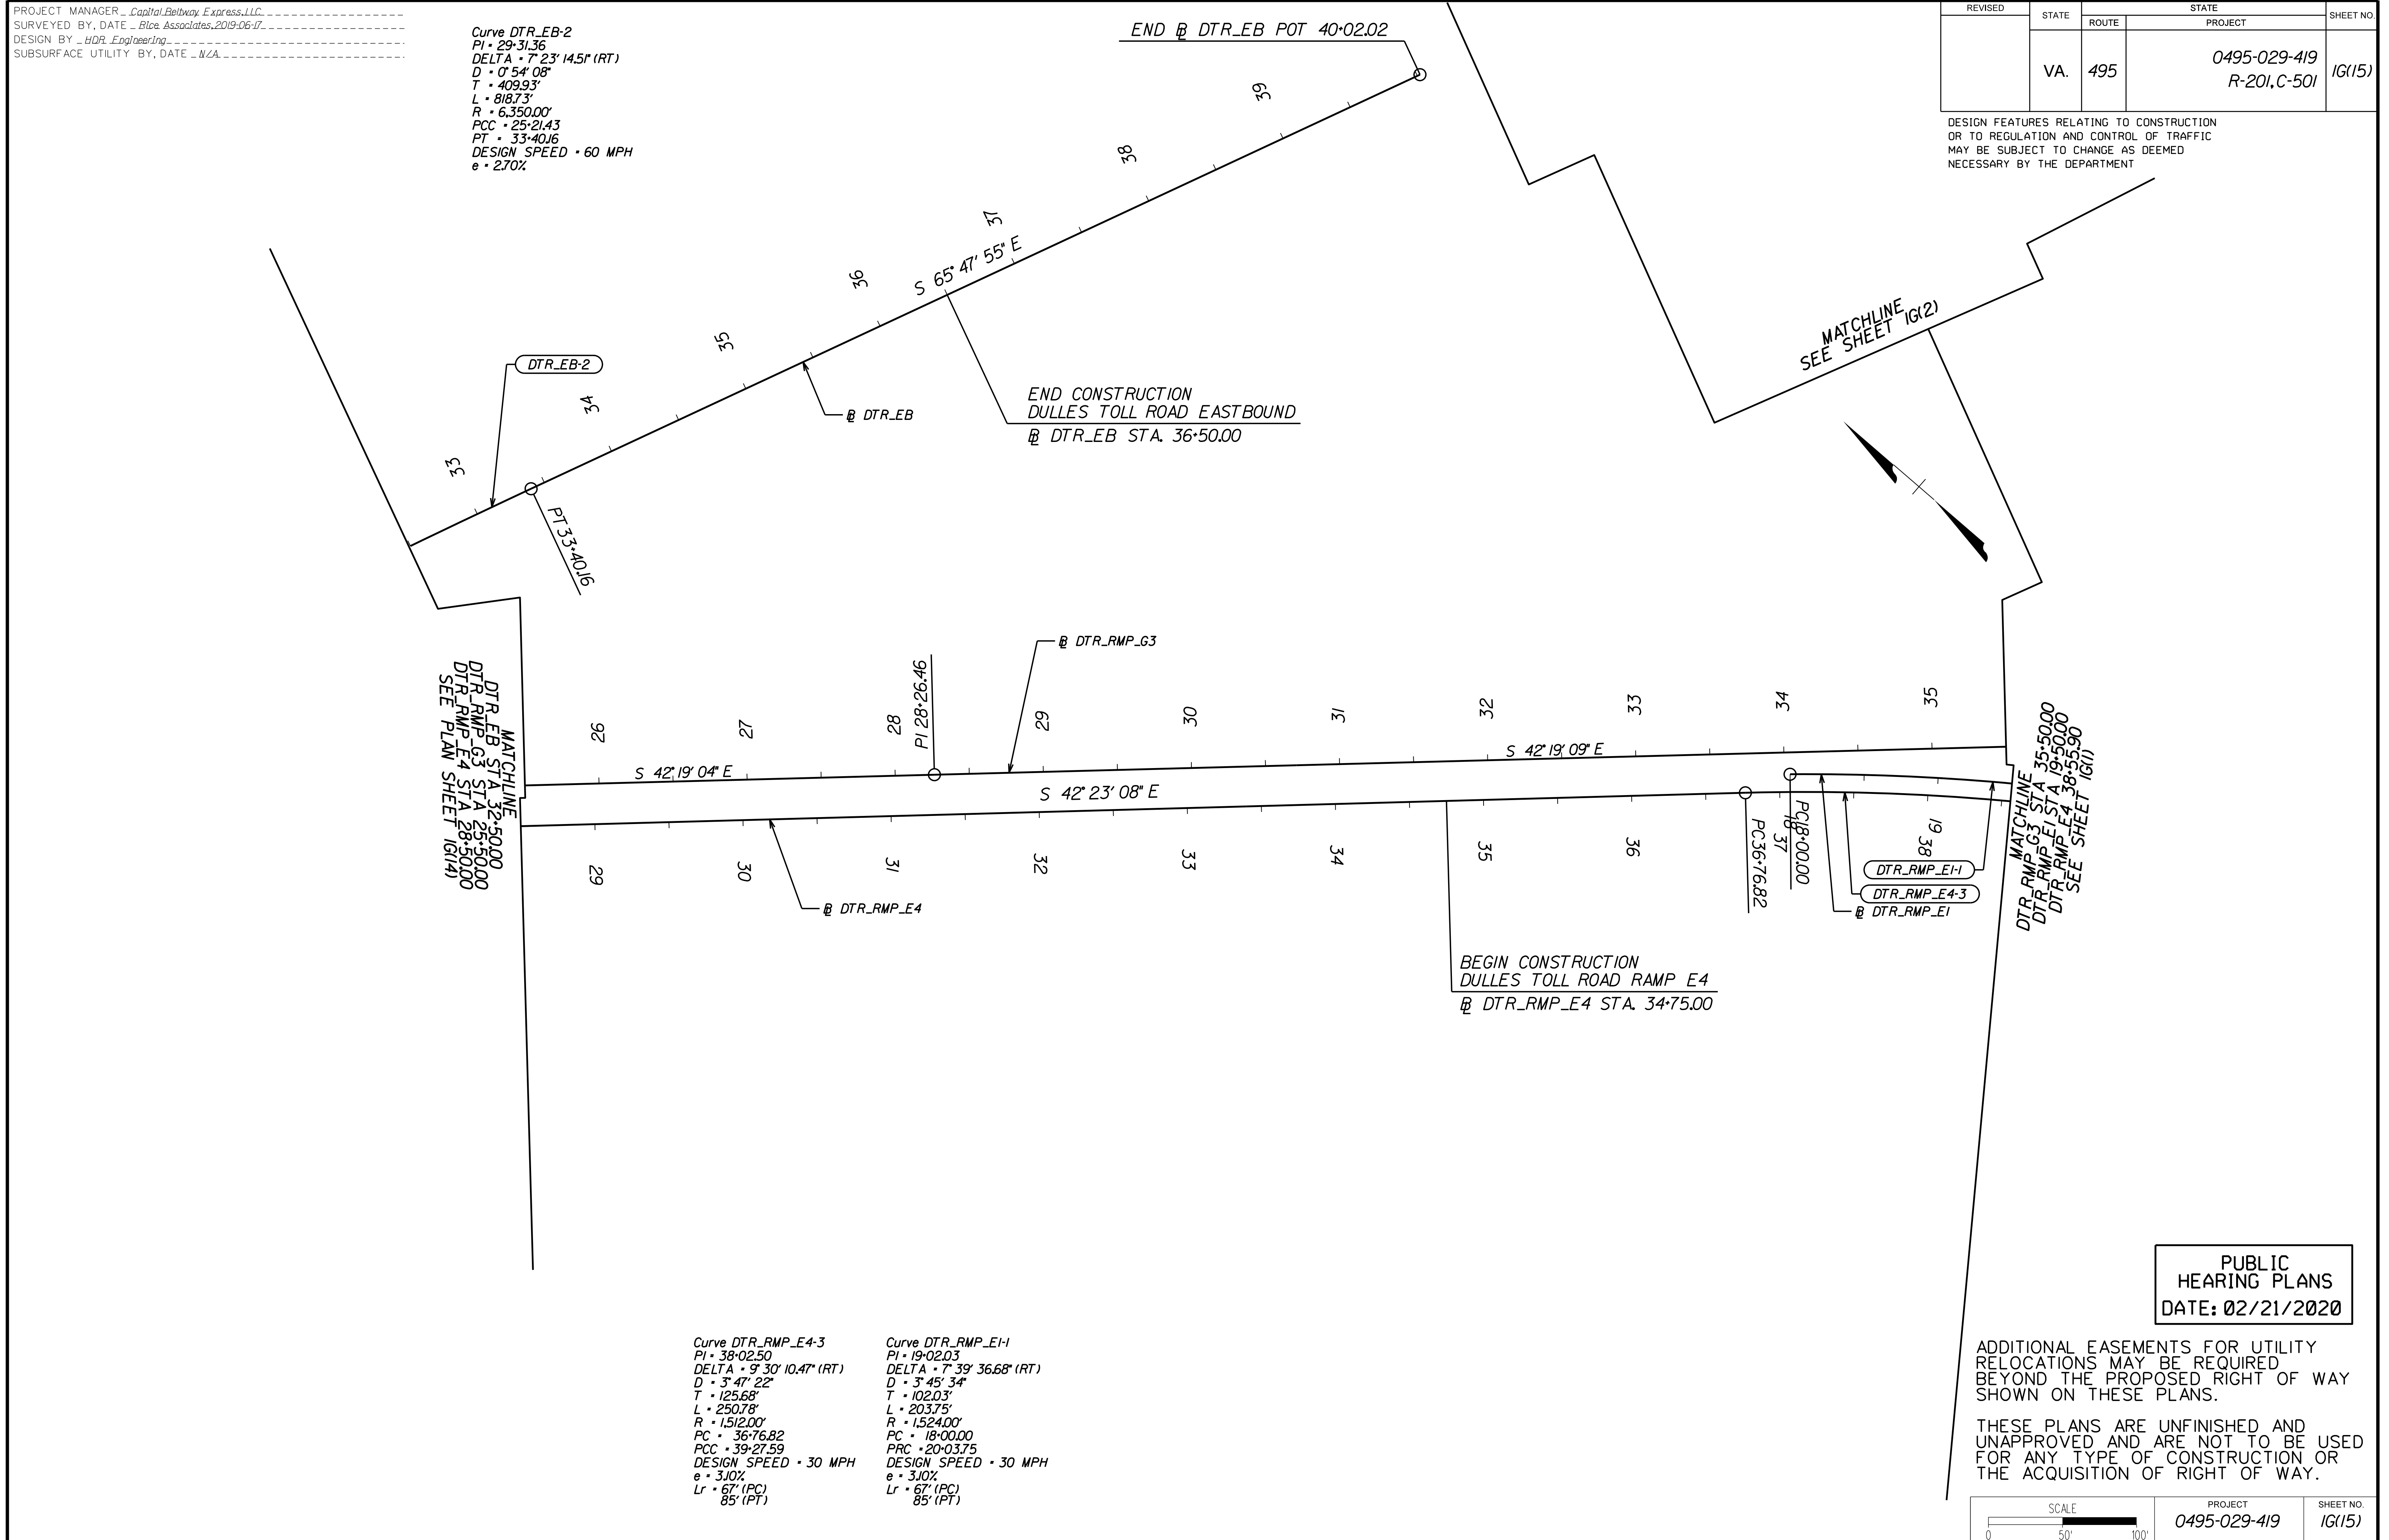 PROJECT MANAGER Capital Beltway Express, LLC
SURVEYED BY, DATE Rice Associates, 2019-06-17
DESIGN BY HDR Engineering
SUBSURFACE UTILITY BY, DATE N/A
Curve DTR_EB-2
PI = 29+31.36
DELTA = 7° 23' 14.51" (RT)
D = 0° 54' 08"
T = 409.93'
L = 818.73'
R = 6,350.00'
PCC = 25+21.43
PT = 33+40.16
DESIGN SPEED = 60 MPH
e = 2.70%
END BL DTR_EB POT 40+02.02
REVISED
STATE
STATE
ROUTE
PROJECT
SHEET NO.
VA.
495
0495-029-419
R-201, C-501
1G(15)
DESIGN FEATURES RELATING TO CONSTRUCTION
OR TO REGULATION AND CONTROL OF TRAFFIC
MAY BE SUBJECT TO CHANGE AS DEEMED
NECESSARY BY THE DEPARTMENT
33
34
35
36
37
38
39
S 65° 47' 55" E
DTR_EB-2
BL DTR_EB
END CONSTRUCTION
DULLES TOLL ROAD EASTBOUND
BL DTR_EB STA. 36+50.00
PT 33+40.16
MATCHLINE
SEE SHEET 1G(2)
MATCHLINE
DTR_EB STA 32+50.00
DTR_RMP_G3 STA 25+50.00
DTR_RMP_E4 STA 28+50.00
SEE PLAN SHEET 1G(14)
26
27
28
PI 28+26.46
29
30
31
32
33
34
35
BL DTR_RMP_G3
S 42° 19' 04" E
S 42° 19' 09" E
S 42° 23' 08" E
29
30
31
32
33
34
35
36
37
38
18
19
PC 36+76.82
PC 18+00.00
BL DTR_RMP_E4
DTR_RMP_E1-1
DTR_RMP_E4-3
BL DTR_RMP_E1
MATCHLINE
DTR_RMP_G3 STA 35+50.00
DTR_RMP_E1 STA 19+50.00
DTR_RMP_E4 38+55.90
SEE SHEET 1G(1)
BEGIN CONSTRUCTION
DULLES TOLL ROAD RAMP E4
BL DTR_RMP_E4 STA. 34+75.00
Curve DTR_RMP_E4-3
PI = 38+02.50
DELTA = 9° 30' 10.47" (RT)
D = 3° 47' 22"
T = 125.68'
L = 250.78'
R = 1,512.00'
PC = 36+76.82
PCC = 39+27.59
DESIGN SPEED = 30 MPH
e = 3.10%
Lr = 67' (PC)
85' (PT)
Curve DTR_RMP_E1-1
PI = 19+02.03
DELTA = 7° 39' 36.68" (RT)
D = 3° 45' 34"
T = 102.03'
L = 203.75'
R = 1,524.00'
PC = 18+00.00
PRC = 20+03.75
DESIGN SPEED = 30 MPH
e = 3.10%
Lr = 67' (PC)
85' (PT)
PUBLIC
HEARING PLANS
DATE: 02/21/2020
ADDITIONAL EASEMENTS FOR UTILITY
RELOCATIONS MAY BE REQUIRED
BEYOND THE PROPOSED RIGHT OF WAY
SHOWN ON THESE PLANS.
THESE PLANS ARE UNFINISHED AND
UNAPPROVED AND ARE NOT TO BE USED
FOR ANY TYPE OF CONSTRUCTION OR
THE ACQUISITION OF RIGHT OF WAY.
SCALE
0 50' 100'
PROJECT
0495-029-419
SHEET NO.
1G(15)